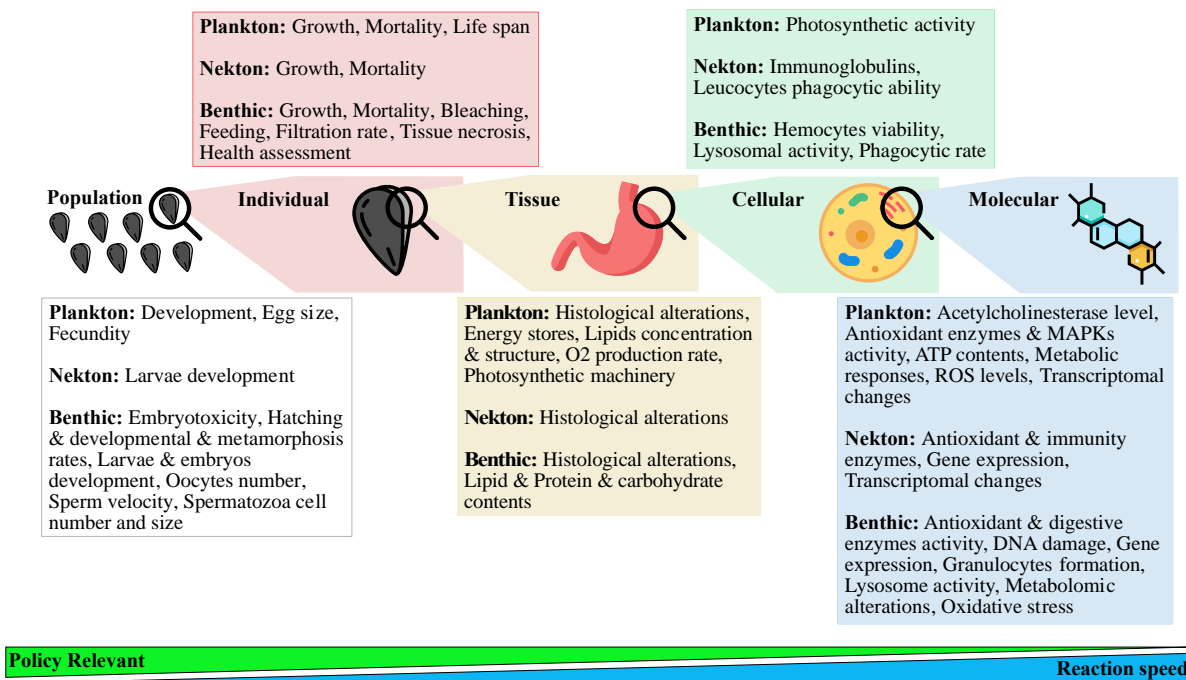 Plankton: Growth, Mortality, Life span
Nekton: Growth, Mortality
Benthic: Growth, Mortality, Bleaching,
Feeding, Filtration rate, Tissue necrosis,
Health assessment
Plankton: Photosynthetic activity
Nekton: Immunoglobulins,
Leucocytes phagocytic ability
Benthic: Hemocytes viability,
Lysosomal activity, Phagocytic rate
Population
Individual
Tissue
Cellular
Molecular
Plankton: Development, Egg size,
Fecundity
Nekton: Larvae development
Benthic: Embryotoxicity, Hatching
& developmental & metamorphosis
rates, Larvae & embryos
development, Oocytes number,
Sperm velocity, Spermatozoa cell
number and size
Plankton: Histological alterations,
Energy stores, Lipids concentration
& structure, O2 production rate,
Photosynthetic machinery
Nekton: Histological alterations
Benthic: Histological alterations,
Lipid & Protein & carbohydrate
contents
Plankton: Acetylcholinesterase level,
Antioxidant enzymes & MAPKs
activity, ATP contents, Metabolic
responses, ROS levels, Transcriptomal
changes
Nekton: Antioxidant & immunity
enzymes, Gene expression,
Transcriptomal changes
Benthic: Antioxidant & digestive
enzymes activity, DNA damage, Gene
expression, Granulocytes formation,
Lysosome activity, Metabolomic
alterations, Oxidative stress
Policy Relevant
Reaction speed